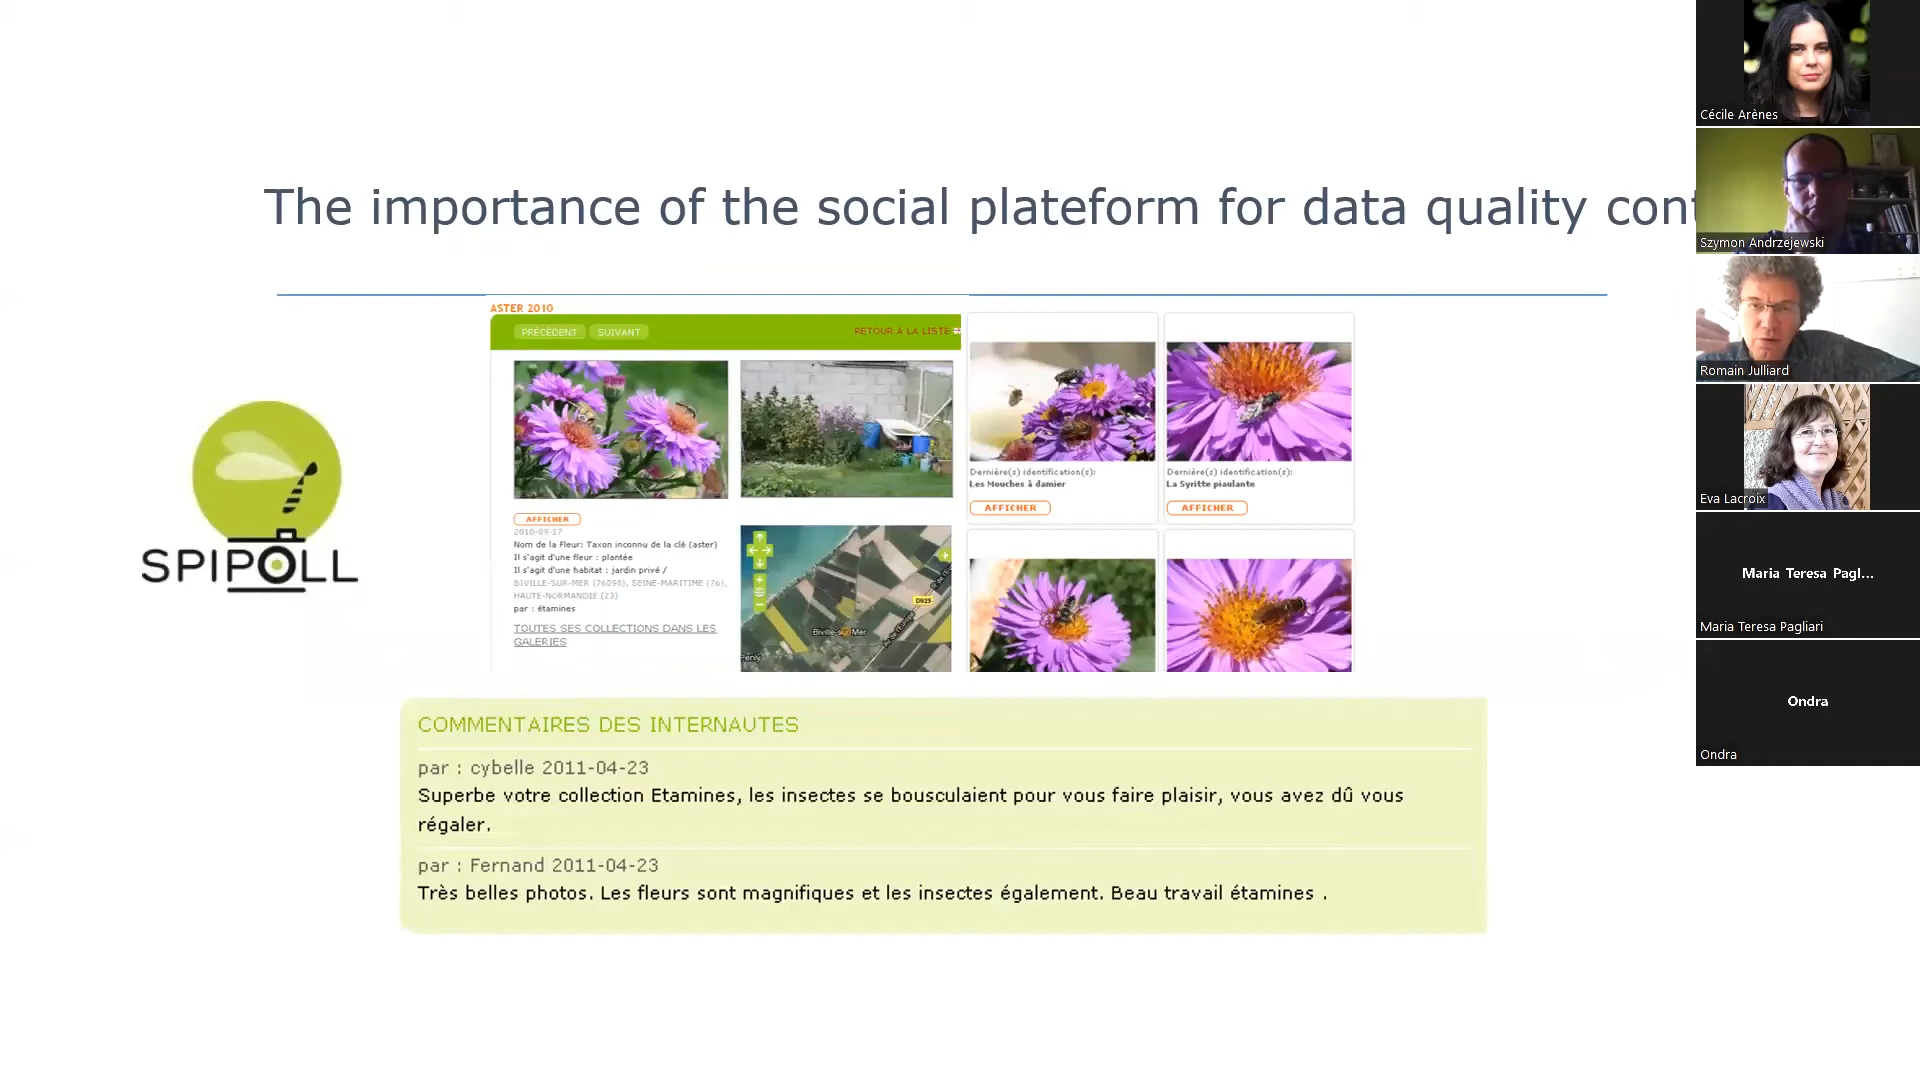 The importance of the social plateform for data quality cont
ASTER 2010
PRÉCÉDENT SUIVANT RETOUR À LA LISTE
AFFICHER
2010-09-17
Nom de la Fleur: Taxon inconnu de la clé (aster)
Il s'agit d'une fleur : plantée
Il s'agit d'une habitat : jardin privé /
BIVILLE-SUR-MER (76098), SEINE-MARITIME (76),
HAUTE-NORMANDIE (23)
par : étamines
TOUTES SES COLLECTIONS DANS LES
GALERIES
D925
Biville-sur-Mer
Penly
Dernière(s) identification(s):
Les Mouches à damier
AFFICHER
Dernière(s) identification(s):
La Syritte piaulante
AFFICHER
SPIPOLL
COMMENTAIRES DES INTERNAUTES
par : cybelle 2011-04-23
Superbe votre collection Etamines, les insectes se bousculaient pour vous faire plaisir, vous avez dû vous
régaler.
par : Fernand 2011-04-23
Très belles photos. Les fleurs sont magnifiques et les insectes également. Beau travail étamines .
Cécile Arènes
Szymon Andrzejewski
Romain Julliard
Eva Lacroix
Maria Teresa Pagl...
Maria Teresa Pagliari
Ondra
Ondra